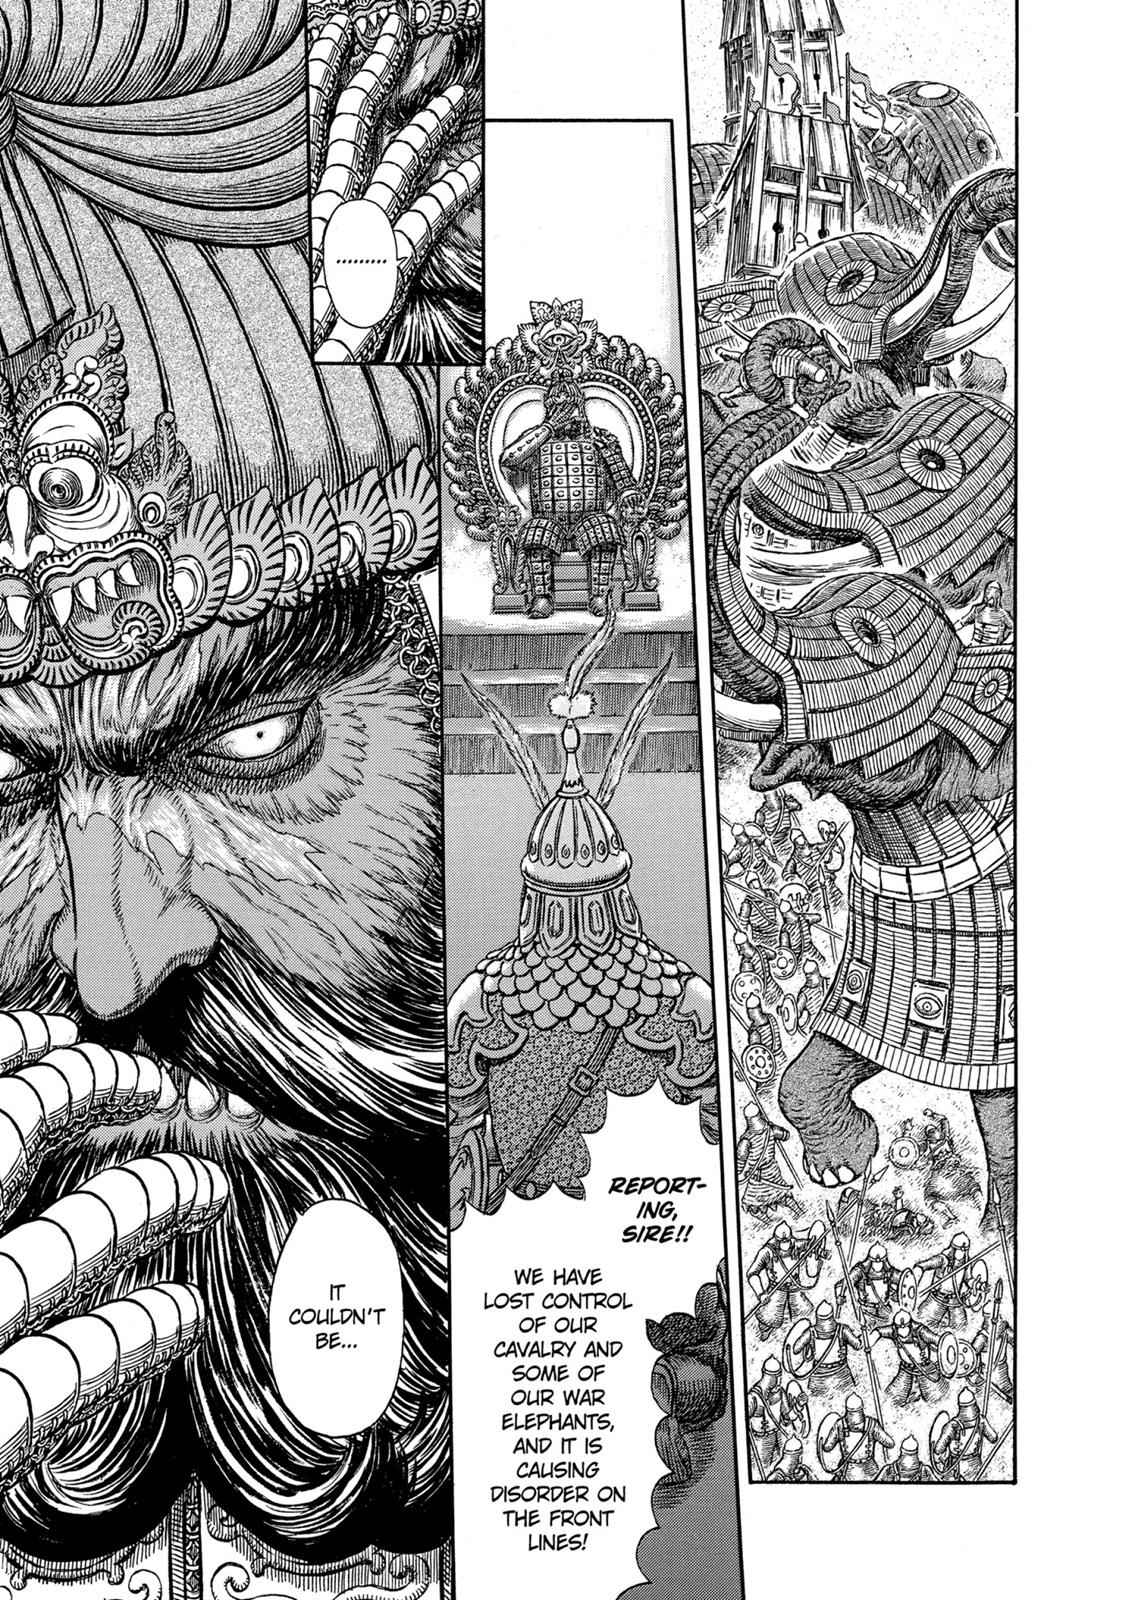 REPORT-
ING,
SIRE!!
WE HAVE
LOST CONTROL
OF OUR
CAVALRY AND
SOME OF
OUR WAR
ELEPHANTS,
AND IT IS
CAUSING
DISORDER ON
THE FRONT
LINES!
..........
IT
COULDN'T
BE...